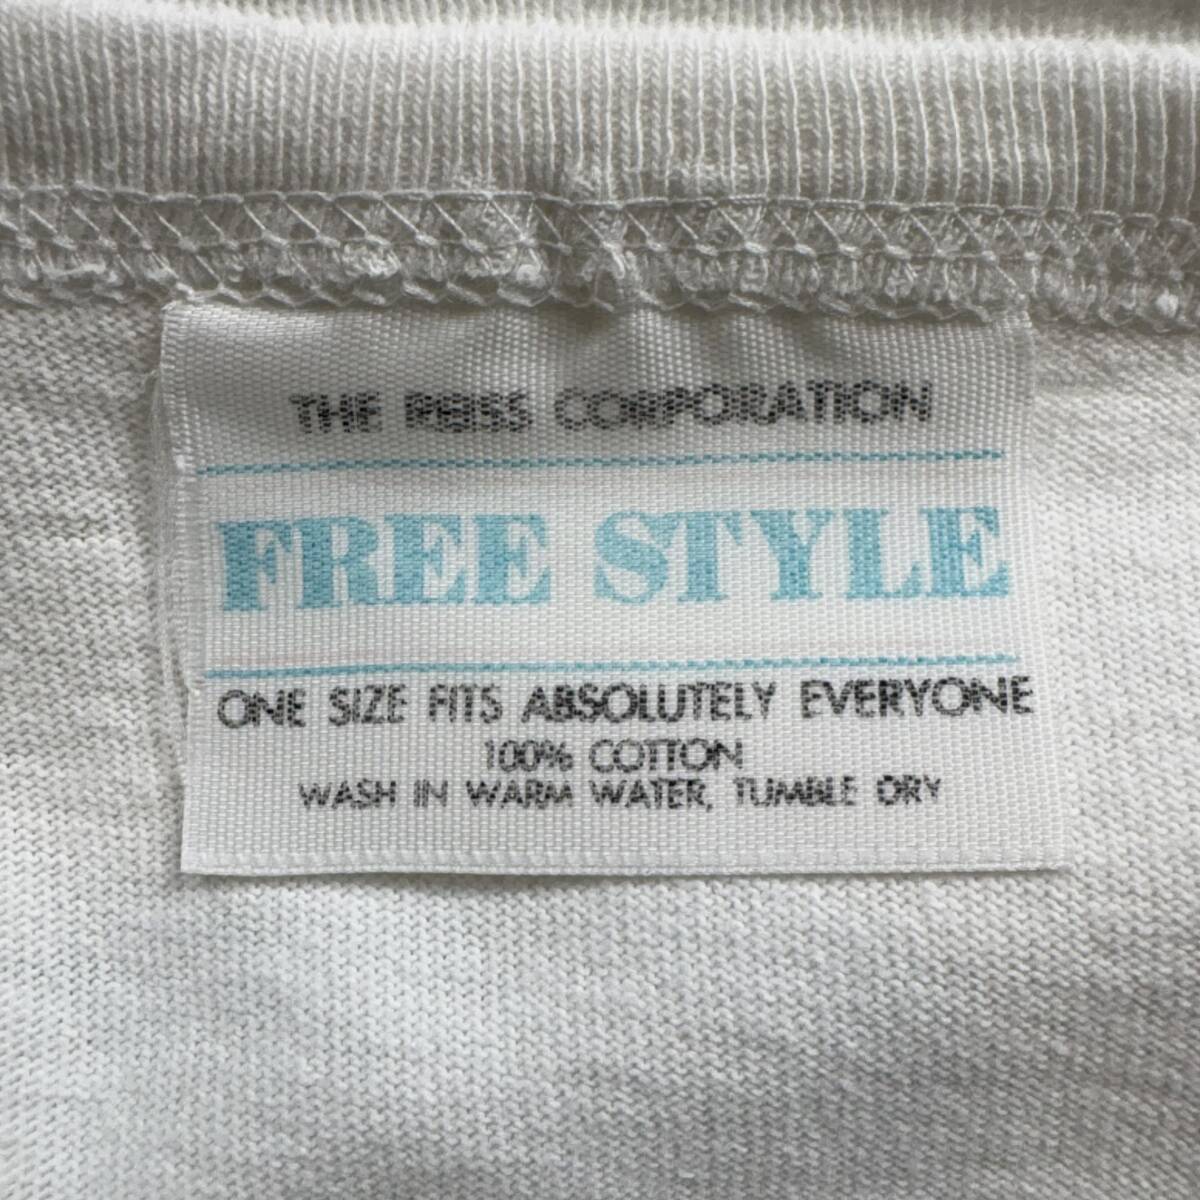 THE REISS CORPORATION
FREE STYLE
ONE SIZE FITS ABSOLUTELY EVERYONE
100% COTTON
WASH IN WARM WATER, TUMBLE DRY